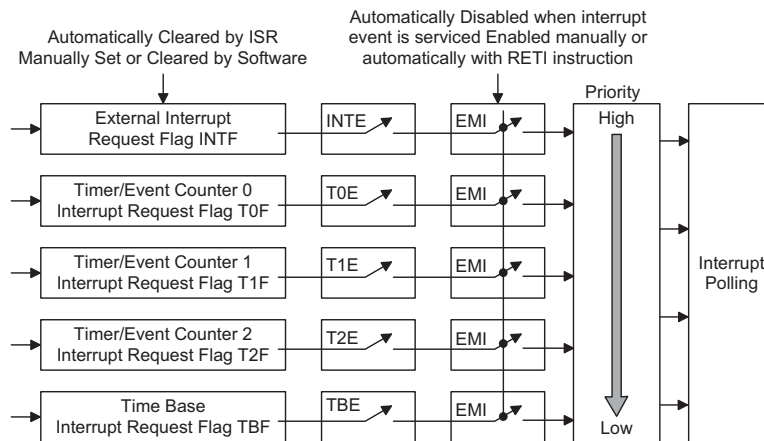 Automatically Cleared by ISR
Manually Set or Cleared by Software
Automatically Disabled when interrupt
event is serviced Enabled manually or
automatically with RETI instruction
Priority
External Interrupt
Request Flag INTF
INTE
EMI
High
Timer/Event Counter 0
Interrupt Request Flag T0F
T0E
EMI
Timer/Event Counter 1
Interrupt Request Flag T1F
T1E
EMI
Interrupt
Polling
Timer/Event Counter 2
Interrupt Request Flag T2F
T2E
EMI
Time Base
Interrupt Request Flag TBF
TBE
EMI
Low